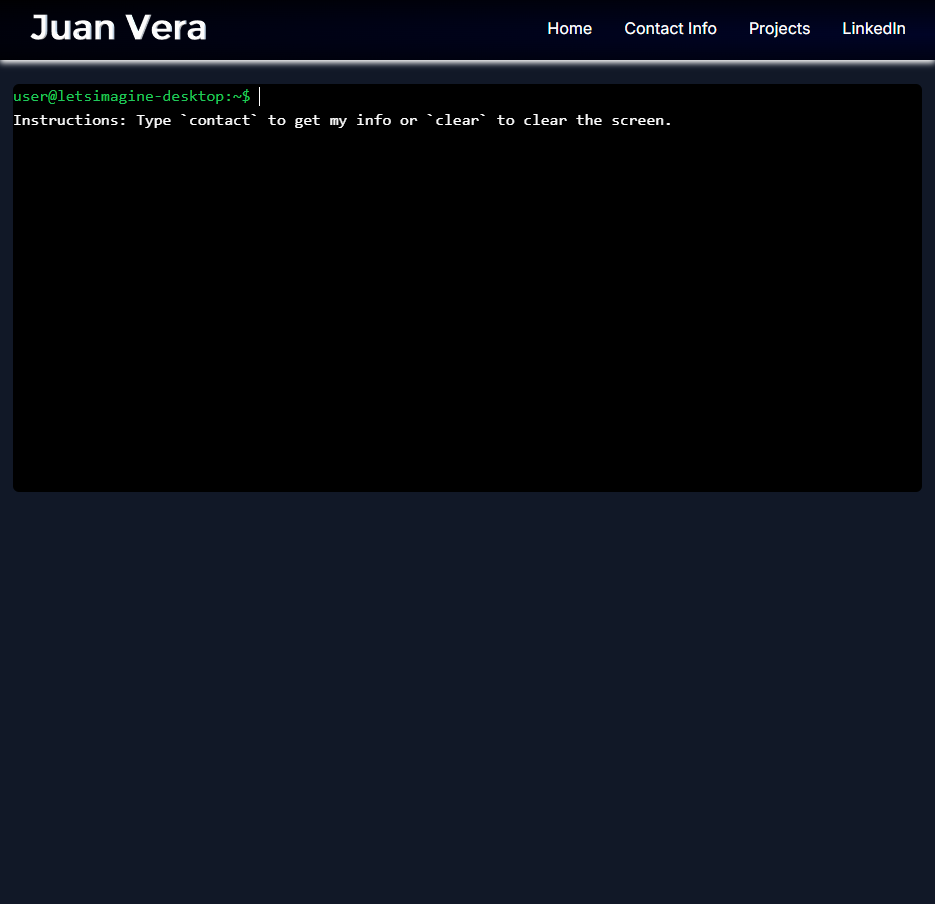 Juan Vera
Home Contact Info Projects LinkedIn
user@letsimagine-desktop:~$
Instructions: Type `contact` to get my info or `clear` to clear the screen.